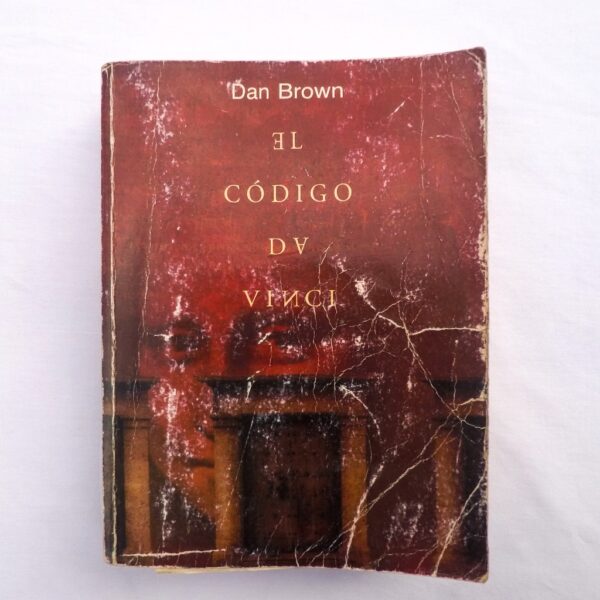 Dan Brown
EL
CÓDIGO
DA
VINCI